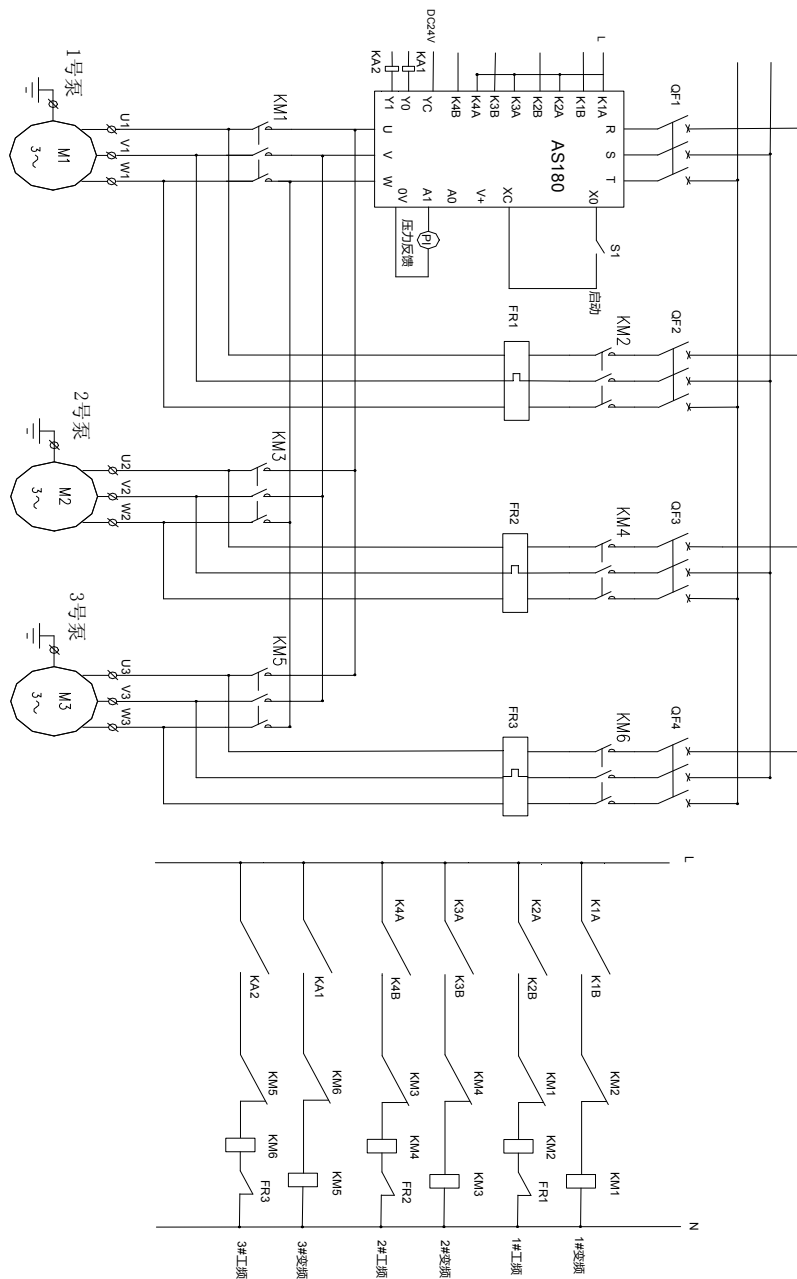 QF1
QF2
QF3
QF4
L
K1A
K1B
K2A
K2B
K3A
K3B
K4A
K4B
YC
Y0
Y1
DC24V
KA1
KA2
R
S
T
AS180
U
V
W
X0
XC
V+
A0
A1
0V
S1
启动
PI
压力反馈
KM1
KM2
FR1
U1
V1
W1
M1
3~
1号泵
KM3
KM4
FR2
U2
V2
W2
M2
3~
2号泵
KM5
KM6
FR3
U3
V3
W3
M3
3~
3号泵
L
N
K1A
K1B
KM2
KM1
1#变频
K2A
K2B
KM1
KM2
FR1
1#工频
K3A
K3B
KM4
KM3
2#变频
K4A
K4B
KM3
KM4
FR2
2#工频
KA1
KM6
KM5
3#变频
KA2
KM5
KM6
FR3
3#工频